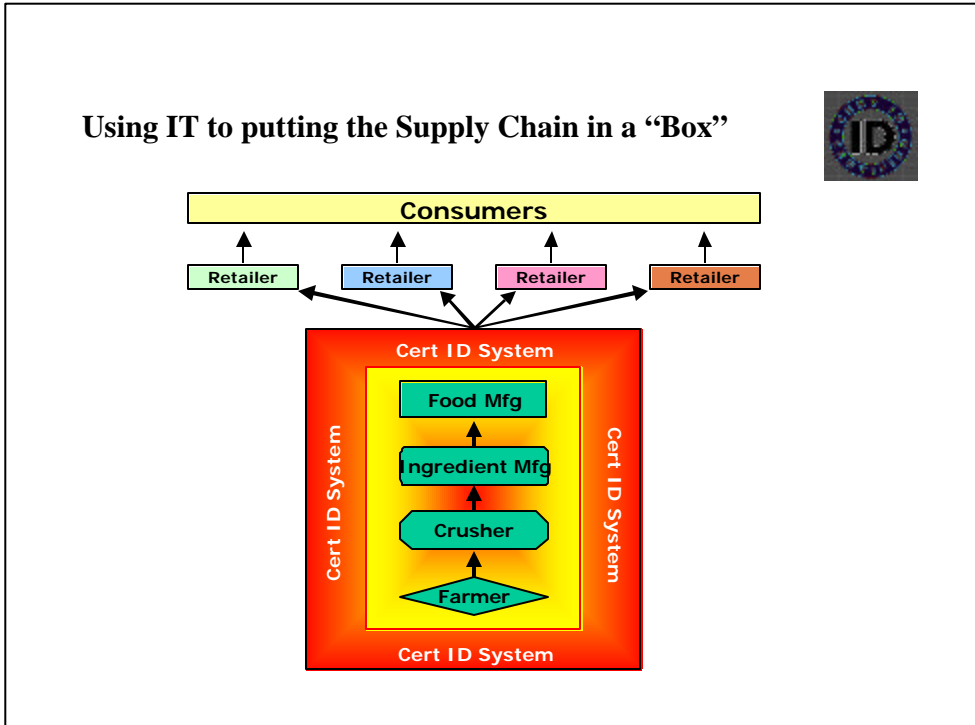 Using IT to putting the Supply Chain in a “Box”
ID
Consumers
Retailer Retailer Retailer Retailer
Cert ID System
Food Mfg
Ingredient Mfg
Crusher
Farmer
Cert ID System
Cert ID System
Cert ID System